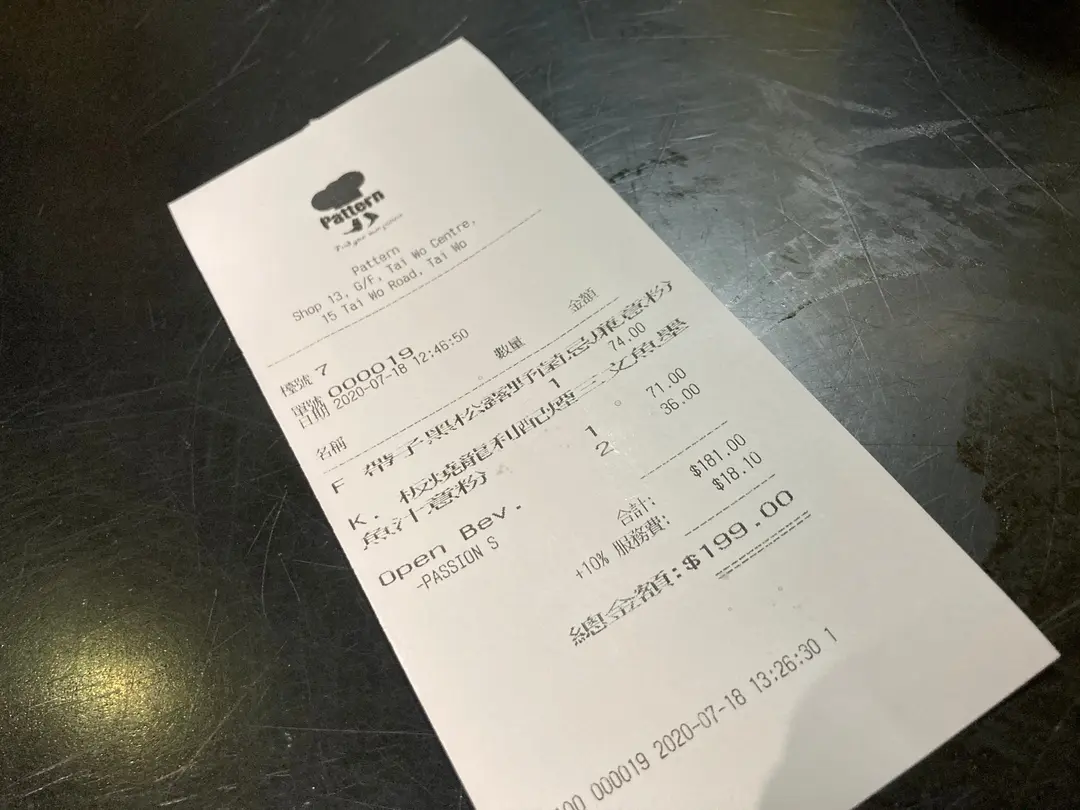 Pattern
Pattern
Shop 13, G/F, Tai Wo Centre,
15 Tai Wo Road, Tai Wo
檯號 7
單號 000019
日期 2020-07-18 12:46:50
名稱 數量 金額
F 帶子黑松露野菌忌廉意粉
1 74.00
K. 板燒龍利配煙三文魚墨
魚汁意粉 1 71.00
Open Bev. 2 36.00
-PASSION S
合計: $181.00
+10% 服務費: $18.10
總金額:$199.00
000019 2020-07-18 13:26:30 1